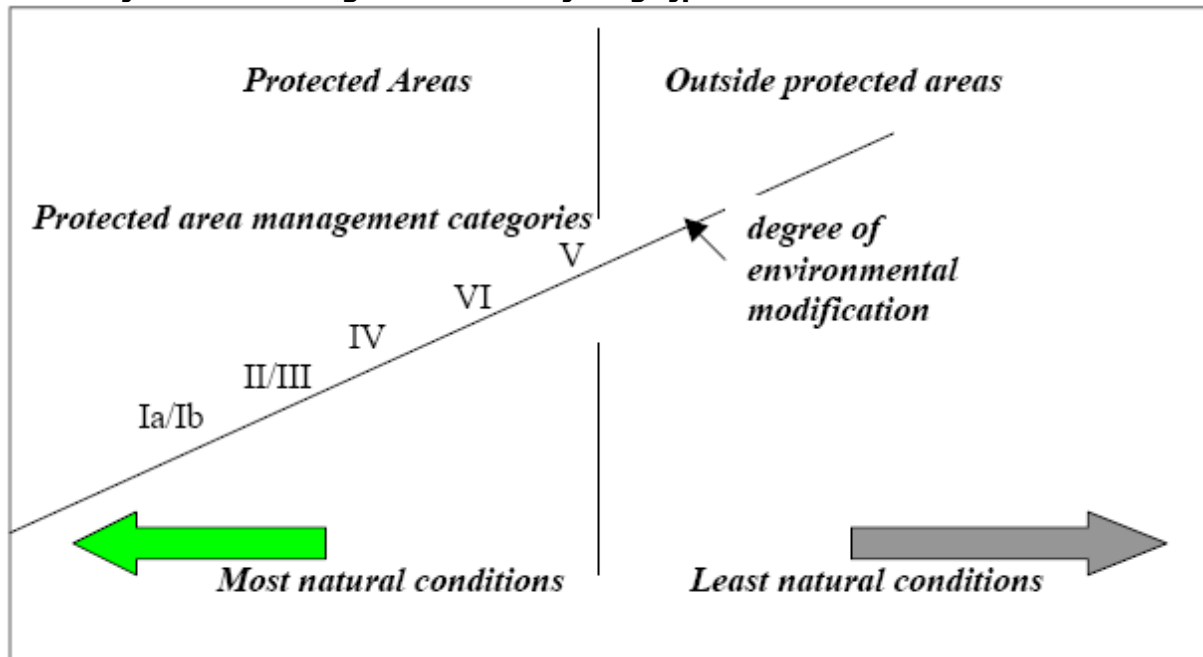 Protected Areas
Outside protected areas
Protected area management categories
degree of
environmental
modification
V
VI
IV
II/III
Ia/Ib
Most natural conditions
Least natural conditions